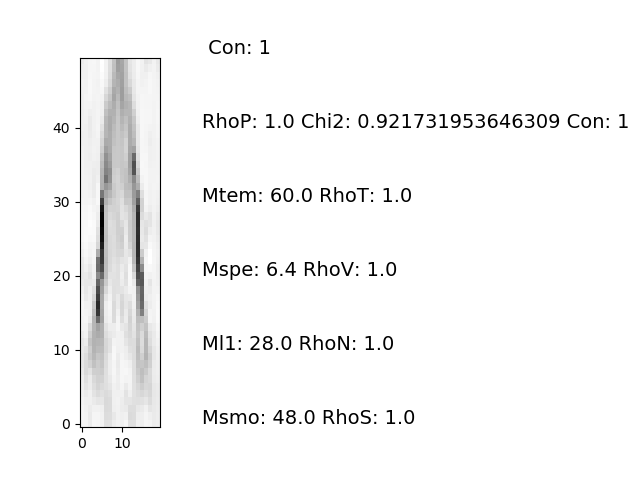 Con: 1
RhoP: 1.0 Chi2: 0.921731953646309 Con: 1
Mtem: 60.0 RhoT: 1.0
Mspe: 6.4 RhoV: 1.0
Ml1: 28.0 RhoN: 1.0
Msmo: 48.0 RhoS: 1.0
40
30
20
10
0
0 10